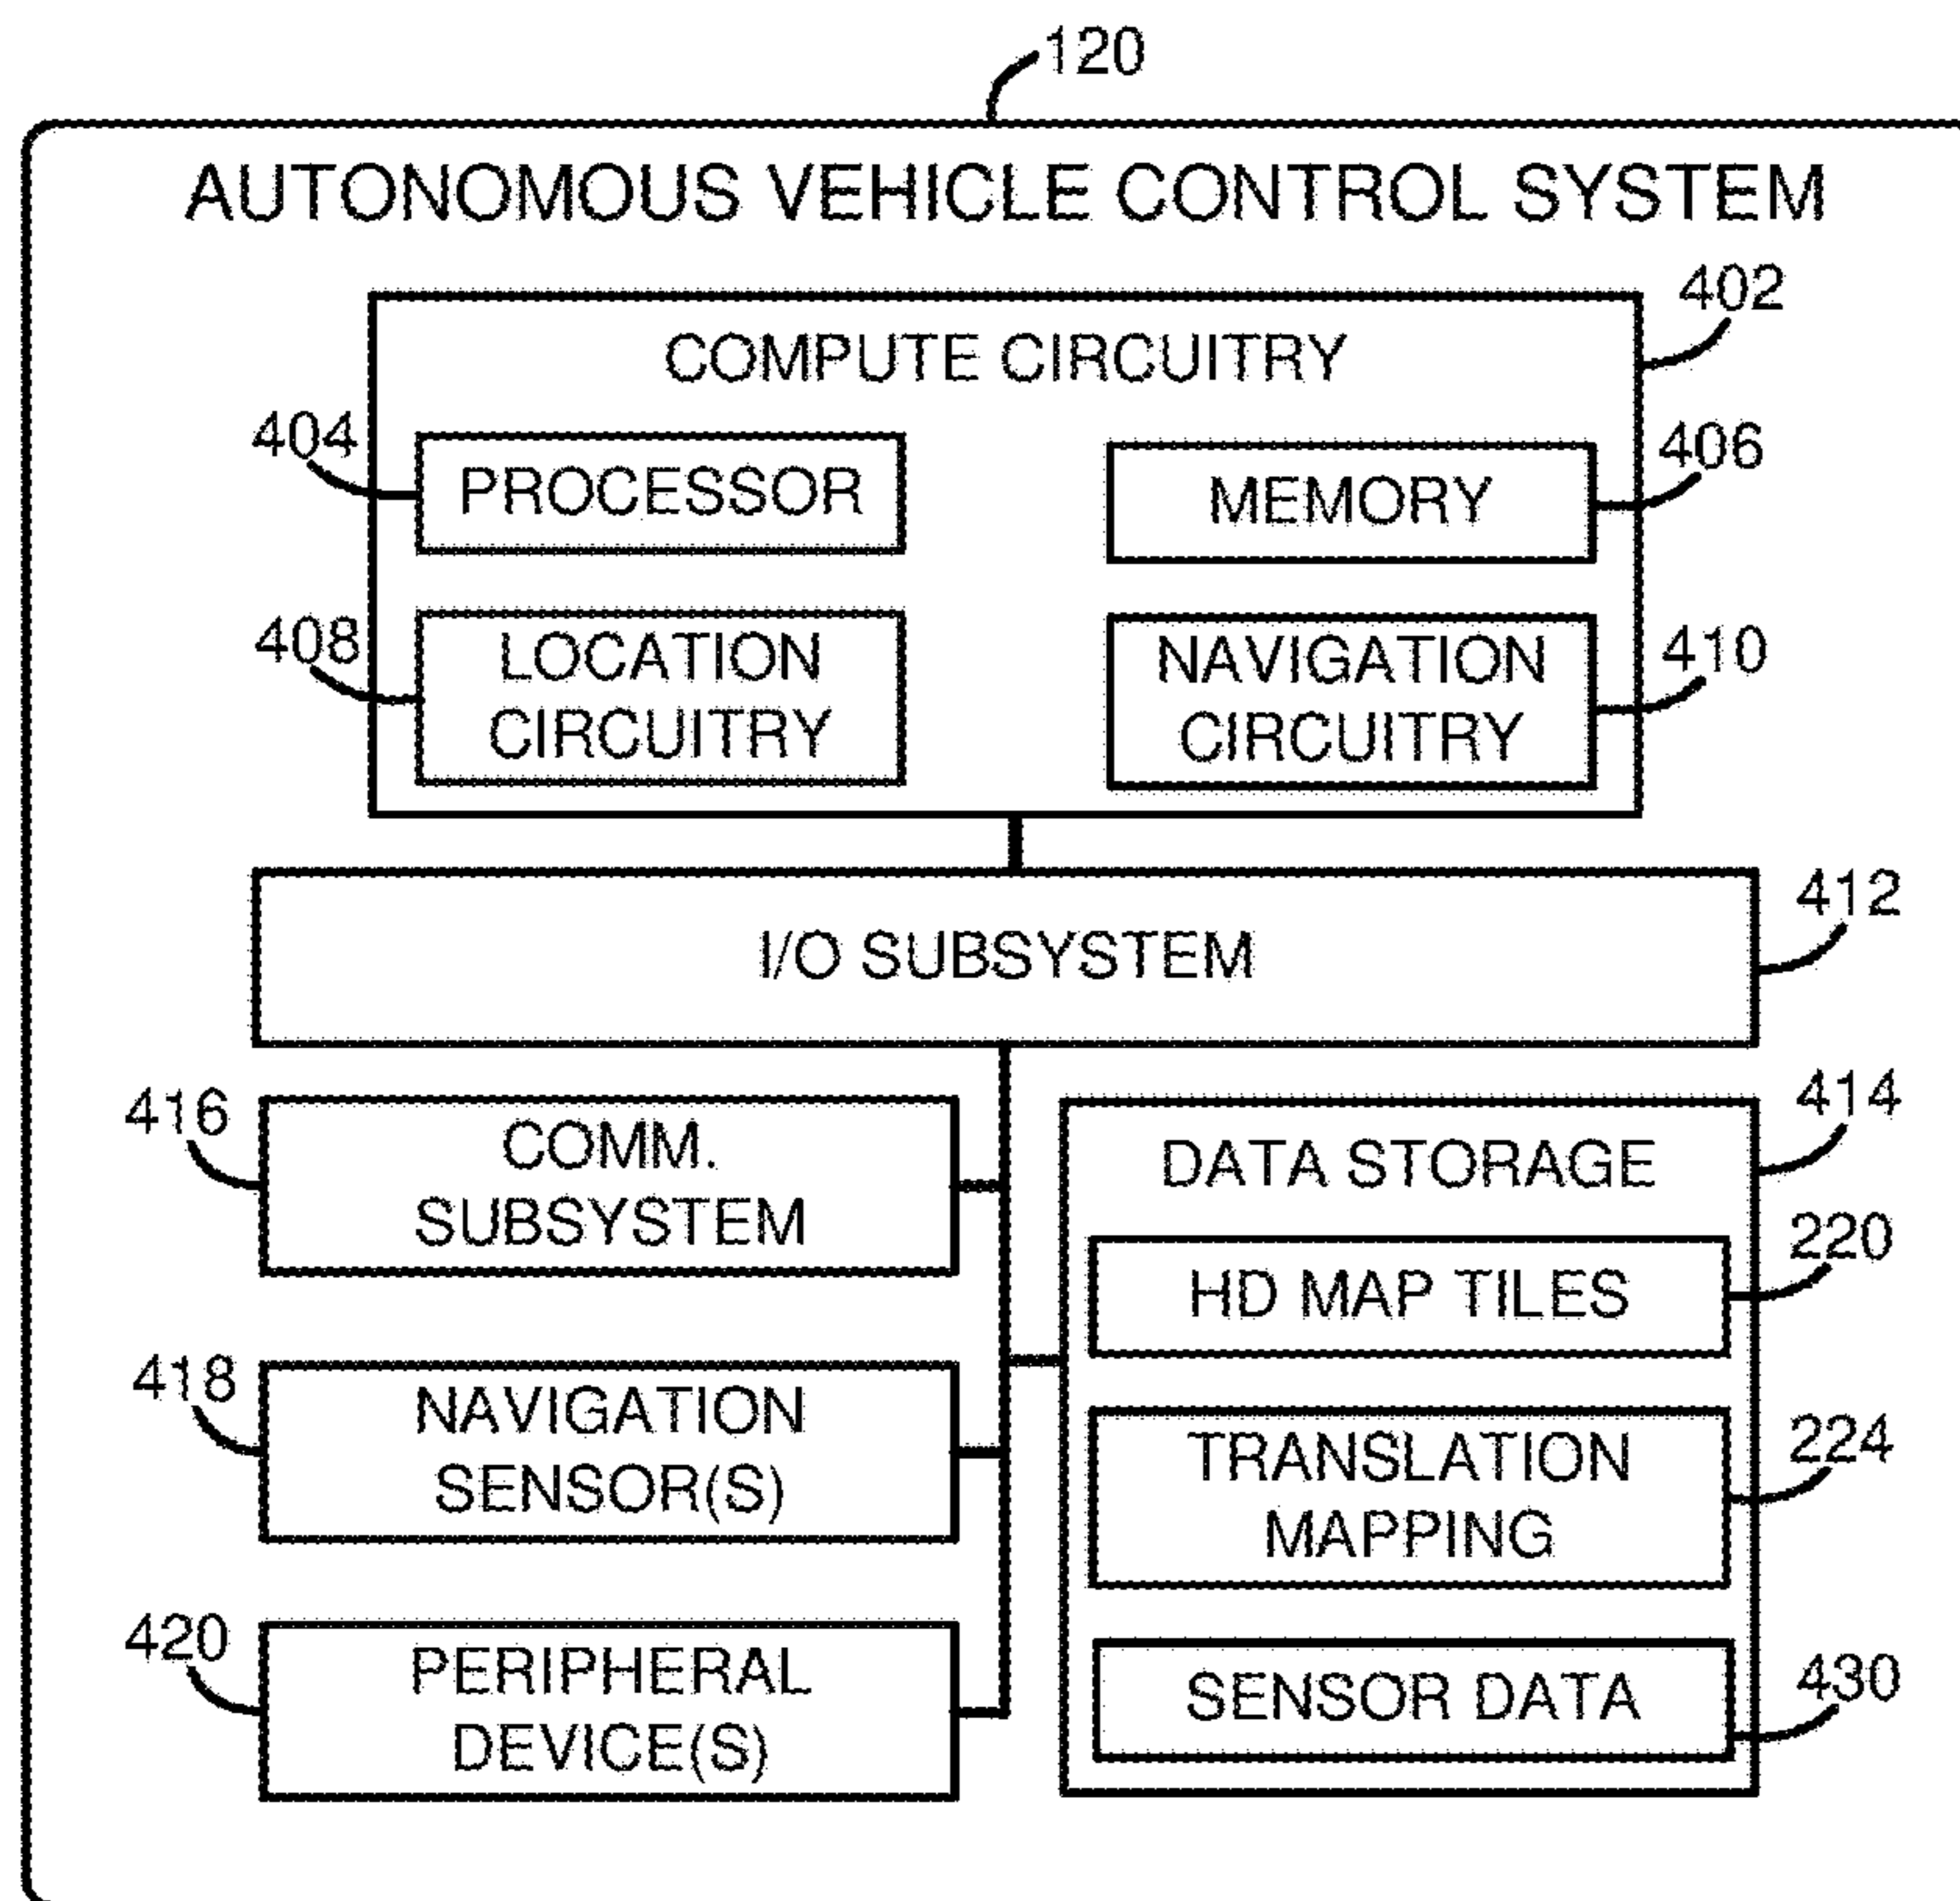 120
AUTONOMOUS VEHICLE CONTROL SYSTEM
402
COMPUTE CIRCUITRY
404
PROCESSOR
MEMORY
406
408
LOCATION
CIRCUITRY
NAVIGATION
CIRCUITRY
410
I/O SUBSYSTEM
412
416
COMM.
SUBSYSTEM
414
DATA STORAGE
HD MAP TILES
220
418
NAVIGATION
SENSOR(S)
TRANSLATION
MAPPING
224
420
PERIPHERAL
DEVICE(S)
SENSOR DATA
430